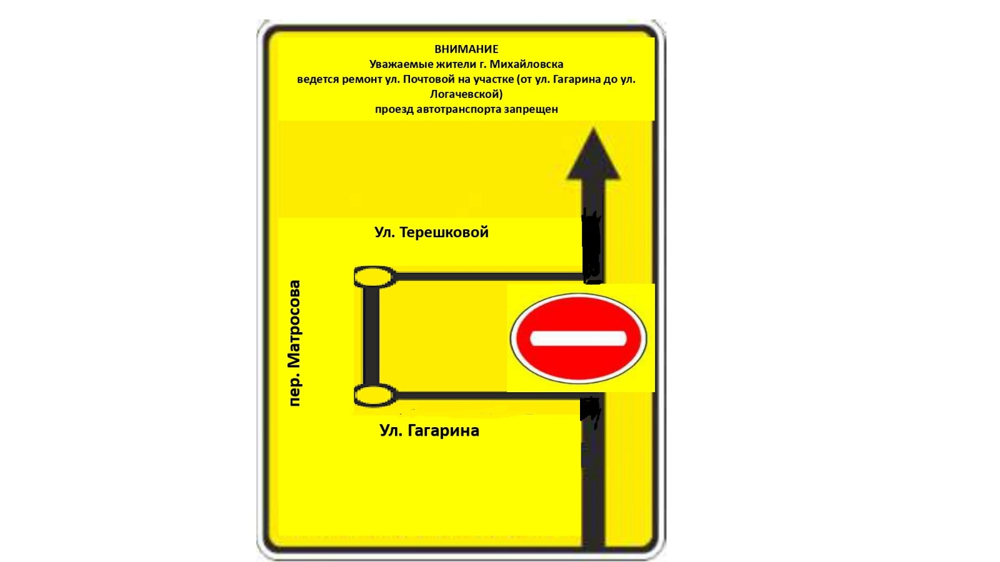 ВНИМАНИЕ
Уважаемые жители г. Михайловска
ведется ремонт ул. Почтовой на участке (от ул. Гагарина до ул.
Логачевской)
проезд автотранспорта запрещен
Ул. Терешковой
пер. Матросова
Ул. Гагарина